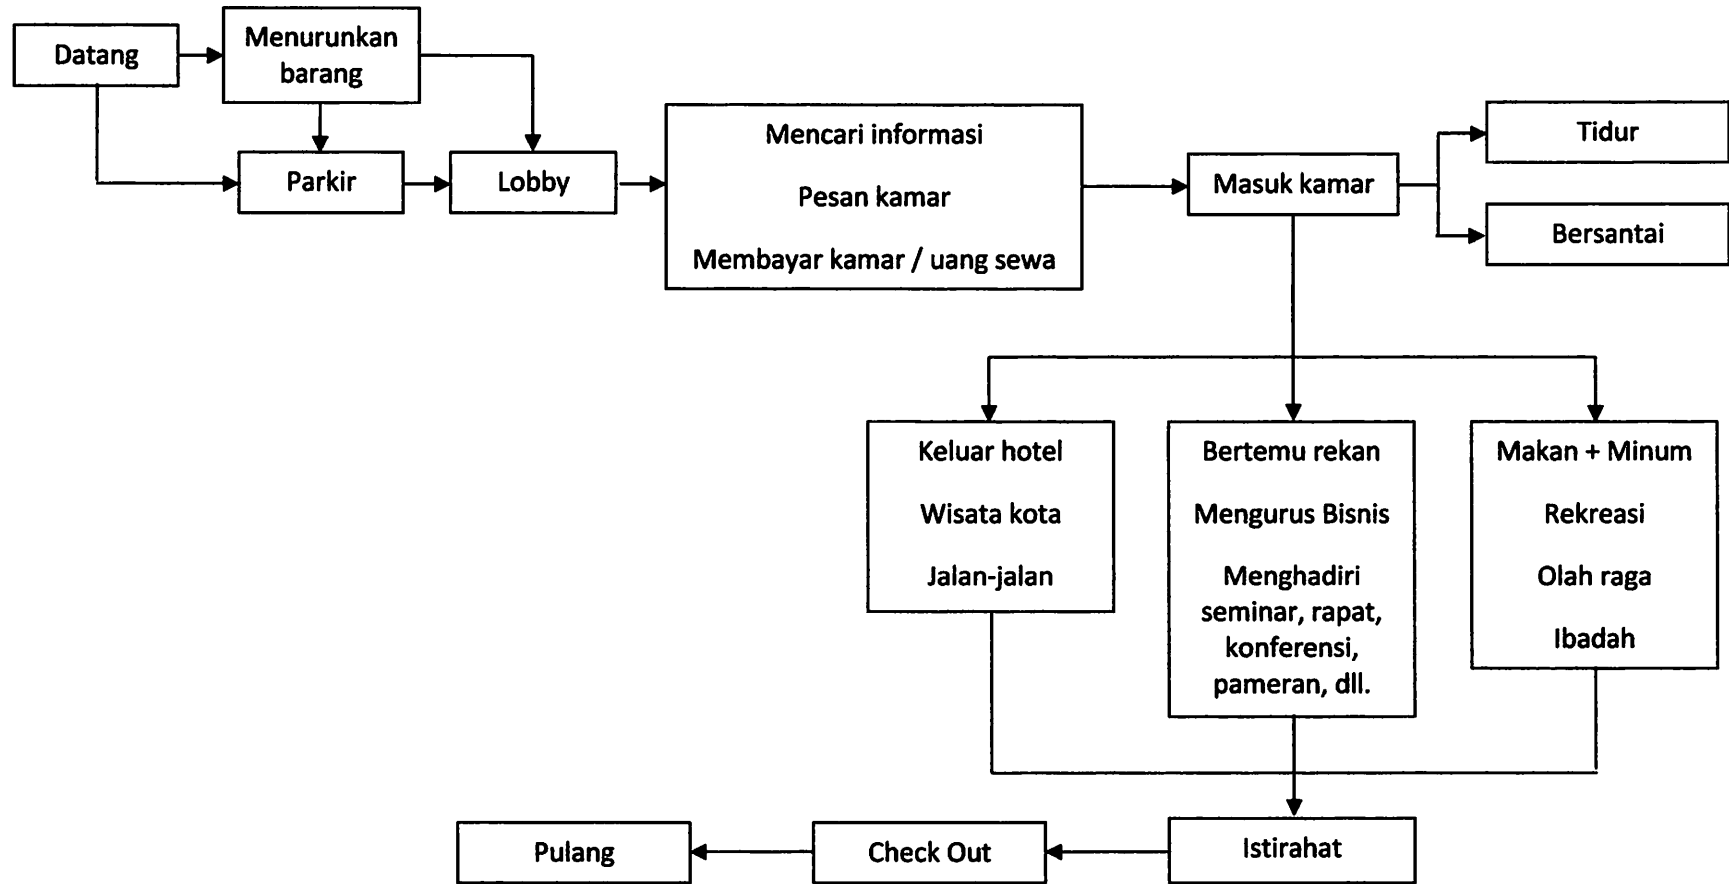 Datang
Menurunkan
barang
Parkir
Lobby
Mencari informasi
Pesan kamar
Membayar kamar / uang sewa
Masuk kamar
Tidur
Bersantai
Keluar hotel
Wisata kota
Jalan-jalan
Bertemu rekan
Mengurus Bisnis
Menghadiri
seminar, rapat,
konferensi,
pameran, dll.
Makan + Minum
Rekreasi
Olah raga
Ibadah
Istirahat
Check Out
Pulang